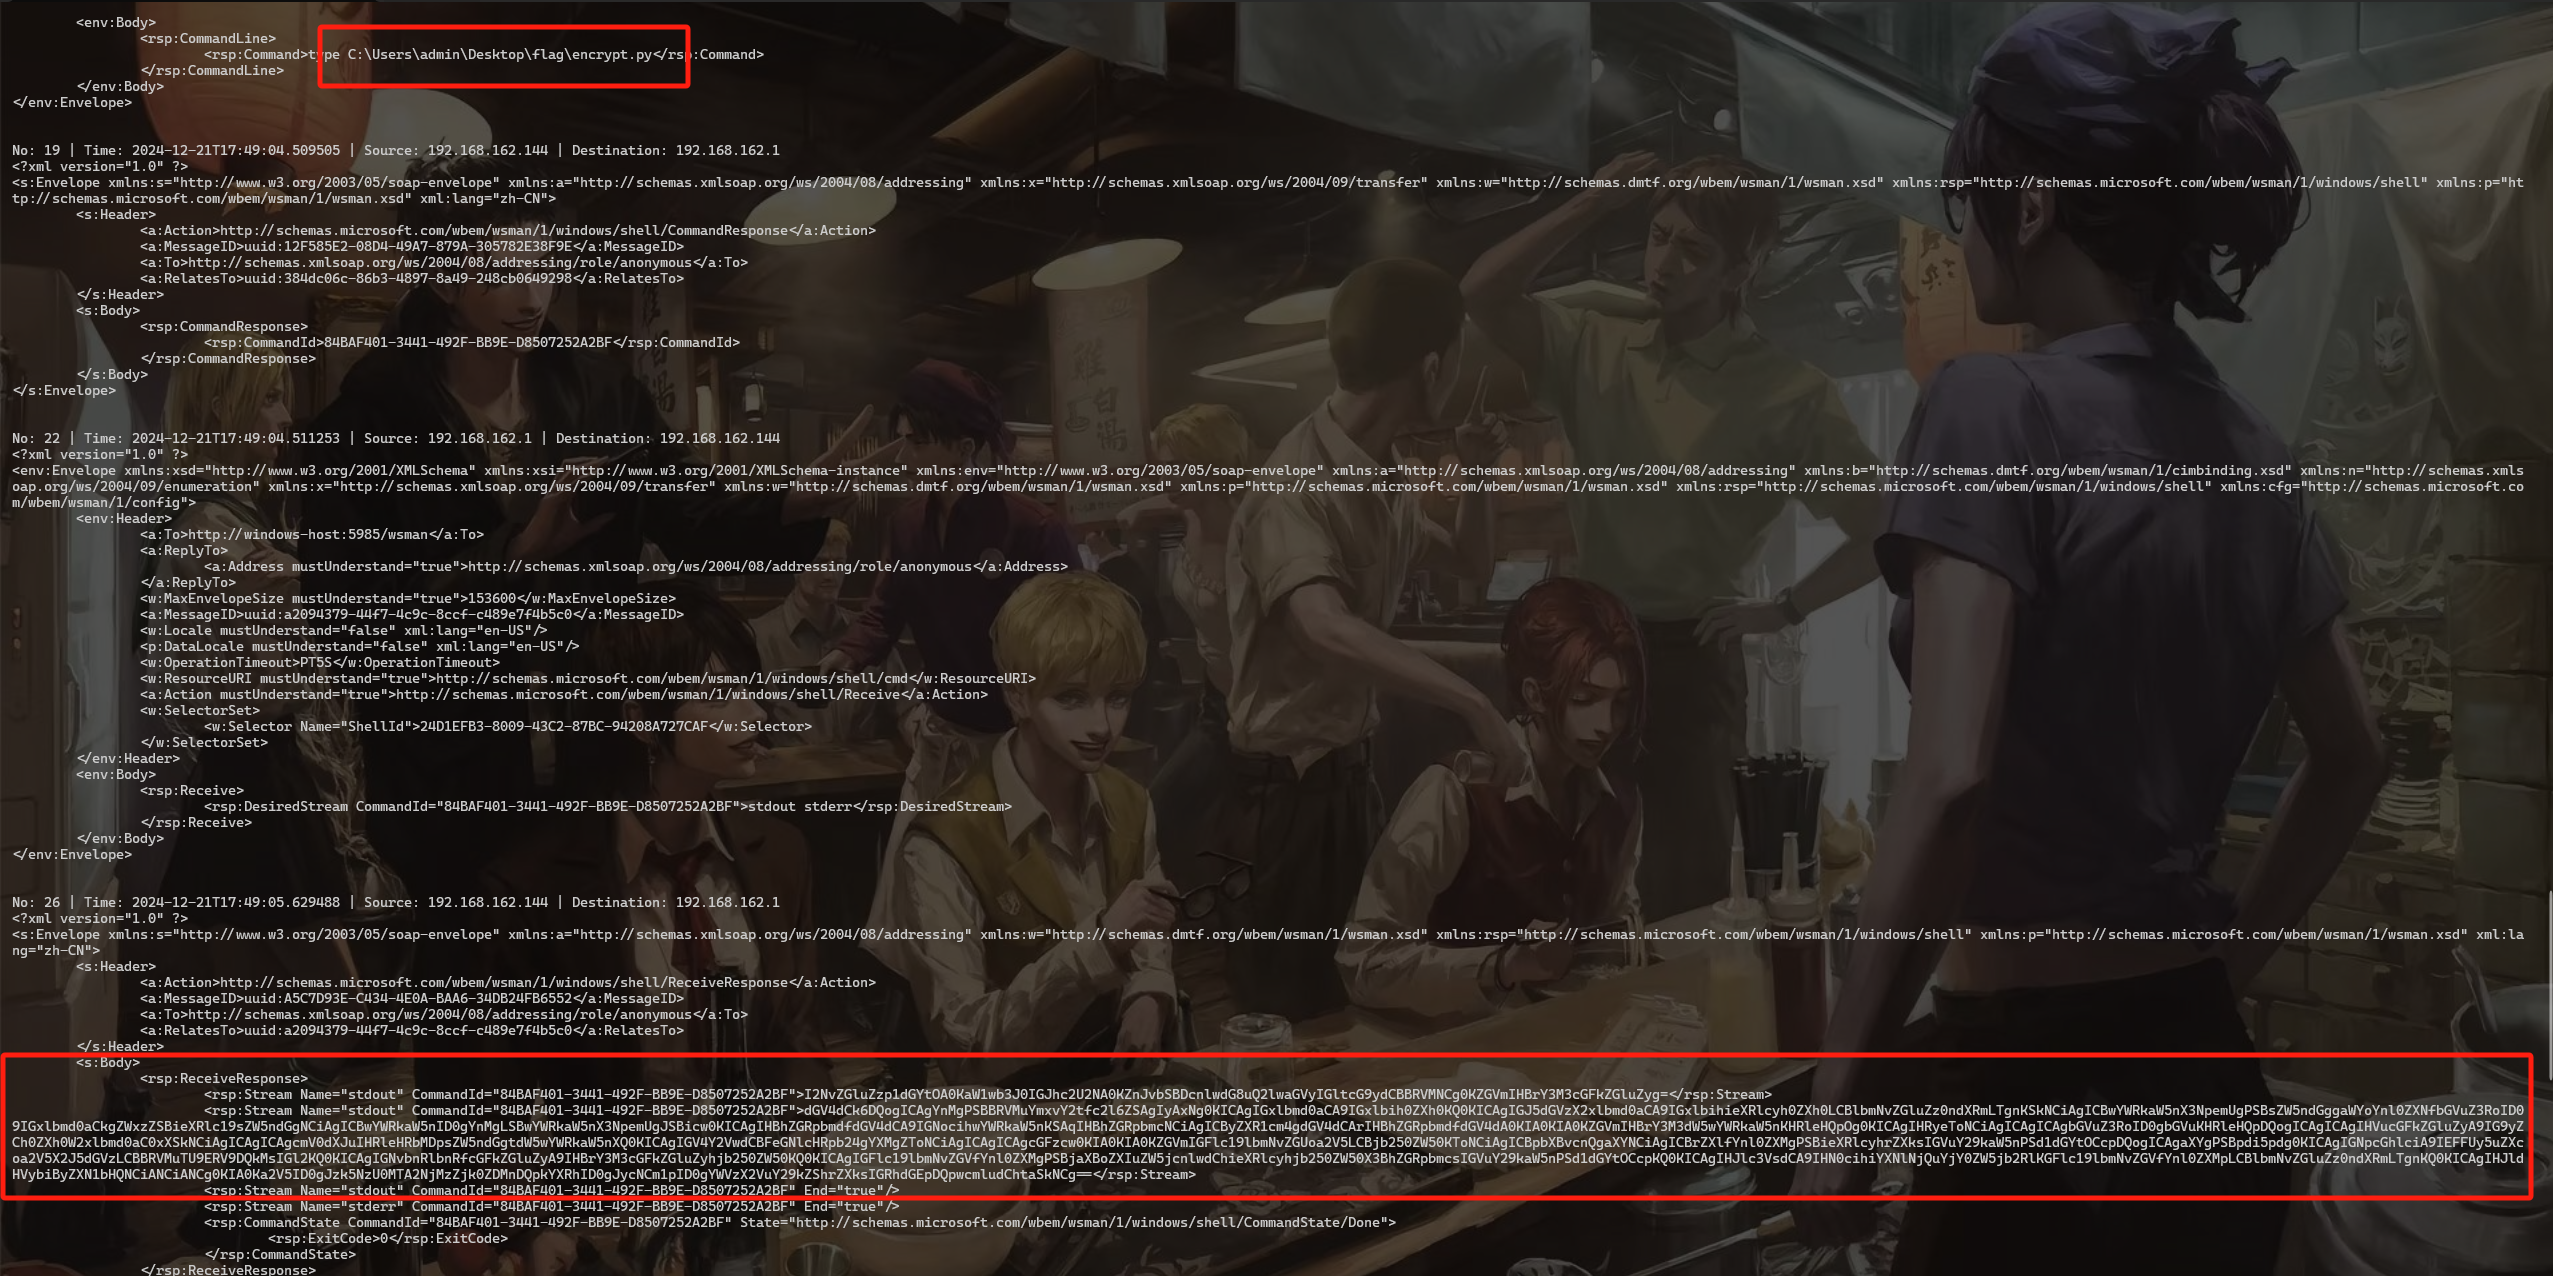 <env:Body>
<rsp:CommandLine>
<rsp:Command>type C:\Users\admin\Desktop\flag\encrypt.py</rsp:Command>
</rsp:CommandLine>
</env:Body>
</env:Envelope>
No: 19 | Time: 2024-12-21T17:49:04.509505 | Source: 192.168.162.144 | Destination: 192.168.162.1
<?xml version="1.0" ?>
<s:Envelope xmlns:s="http://www.w3.org/2003/05/soap-envelope" xmlns:a="http://schemas.xmlsoap.org/ws/2004/08/addressing" xmlns:x="http://schemas.xmlsoap.org/ws/2004/09/transfer" xmlns:w="http://schemas.dmtf.org/wbem/wsman/1/wsman.xsd" xmlns:rsp="http://schemas.microsoft.com/wbem/wsman/1/windows/shell" xmlns:p="ht
tp://schemas.microsoft.com/wbem/wsman/1/wsman.xsd" xml:lang="zh-CN">
<s:Header>
<a:Action>http://schemas.microsoft.com/wbem/wsman/1/windows/shell/CommandResponse</a:Action>
<a:MessageID>uuid:12F585E2-08D4-49A7-879A-305782E38F9E</a:MessageID>
<a:To>http://schemas.xmlsoap.org/ws/2004/08/addressing/role/anonymous</a:To>
<a:RelatesTo>uuid:384dc06c-86b3-4897-8a49-248cb0649298</a:RelatesTo>
</s:Header>
<s:Body>
<rsp:CommandResponse>
<rsp:CommandId>84BAF401-3441-492F-BB9E-D8507252A2BF</rsp:CommandId>
</rsp:CommandResponse>
</s:Body>
</s:Envelope>
No: 22 | Time: 2024-12-21T17:49:04.511253 | Source: 192.168.162.1 | Destination: 192.168.162.144
<?xml version="1.0" ?>
<env:Envelope xmlns:xsd="http://www.w3.org/2001/XMLSchema" xmlns:xsi="http://www.w3.org/2001/XMLSchema-instance" xmlns:env="http://www.w3.org/2003/05/soap-envelope" xmlns:a="http://schemas.xmlsoap.org/ws/2004/08/addressing" xmlns:b="http://schemas.dmtf.org/wbem/wsman/1/cimbinding.xsd" xmlns:n="http://schemas.xmls
oap.org/ws/2004/09/enumeration" xmlns:x="http://schemas.xmlsoap.org/ws/2004/09/transfer" xmlns:w="http://schemas.dmtf.org/wbem/wsman/1/wsman.xsd" xmlns:p="http://schemas.microsoft.com/wbem/wsman/1/wsman.xsd" xmlns:rsp="http://schemas.microsoft.com/wbem/wsman/1/windows/shell" xmlns:cfg="http://schemas.microsoft.co
m/wbem/wsman/1/config">
<env:Header>
<a:To>http://windows-host:5985/wsman</a:To>
<a:ReplyTo>
<a:Address mustUnderstand="true">http://schemas.xmlsoap.org/ws/2004/08/addressing/role/anonymous</a:Address>
</a:ReplyTo>
<w:MaxEnvelopeSize mustUnderstand="true">153600</w:MaxEnvelopeSize>
<a:MessageID>uuid:a2094379-44f7-4c9c-8ccf-c489e7f4b5c0</a:MessageID>
<w:Locale mustUnderstand="false" xml:lang="en-US"/>
<p:DataLocale mustUnderstand="false" xml:lang="en-US"/>
<w:OperationTimeout>PT5S</w:OperationTimeout>
<w:ResourceURI mustUnderstand="true">http://schemas.microsoft.com/wbem/wsman/1/windows/shell/cmd</w:ResourceURI>
<a:Action mustUnderstand="true">http://schemas.microsoft.com/wbem/wsman/1/windows/shell/Receive</a:Action>
<w:SelectorSet>
<w:Selector Name="ShellId">24D1EFB3-8009-43C2-87BC-94208A727CAF</w:Selector>
</w:SelectorSet>
</env:Header>
<env:Body>
<rsp:Receive>
<rsp:DesiredStream CommandId="84BAF401-3441-492F-BB9E-D8507252A2BF">stdout stderr</rsp:DesiredStream>
</rsp:Receive>
</env:Body>
</env:Envelope>
No: 26 | Time: 2024-12-21T17:49:05.629488 | Source: 192.168.162.144 | Destination: 192.168.162.1
<?xml version="1.0" ?>
<s:Envelope xmlns:s="http://www.w3.org/2003/05/soap-envelope" xmlns:a="http://schemas.xmlsoap.org/ws/2004/08/addressing" xmlns:w="http://schemas.dmtf.org/wbem/wsman/1/wsman.xsd" xmlns:rsp="http://schemas.microsoft.com/wbem/wsman/1/windows/shell" xmlns:p="http://schemas.microsoft.com/wbem/wsman/1/wsman.xsd" xml:la
ng="zh-CN">
<s:Header>
<a:Action>http://schemas.microsoft.com/wbem/wsman/1/windows/shell/ReceiveResponse</a:Action>
<a:MessageID>uuid:A5C7D93E-C434-4E0A-BAA6-34DB24FB6552</a:MessageID>
<a:To>http://schemas.xmlsoap.org/ws/2004/08/addressing/role/anonymous</a:To>
<a:RelatesTo>uuid:a2094379-44f7-4c9c-8ccf-c489e7f4b5c0</a:RelatesTo>
</s:Header>
<s:Body>
<rsp:ReceiveResponse>
<rsp:Stream Name="stdout" CommandId="84BAF401-3441-492F-BB9E-D8507252A2BF">I2NvZGluZzp1dGYtOA0KaW1wb3J0IGJhc2U2NA0KZnJvbSBDcnlwdG8uQ2lwaGVyIGltcG9ydCBBRVMNCg0KZGVmIHBrY3M3cGFkZGluZyg=</rsp:Stream>
<rsp:Stream Name="stdout" CommandId="84BAF401-3441-492F-BB9E-D8507252A2BF">
</rsp:Stream>
<rsp:Stream Name="stdout" CommandId="84BAF401-3441-492F-BB9E-D8507252A2BF" End="true"/>
<rsp:Stream Name="stderr" CommandId="84BAF401-3441-492F-BB9E-D8507252A2BF" End="true"/>
<rsp:CommandState CommandId="84BAF401-3441-492F-BB9E-D8507252A2BF" State="http://schemas.microsoft.com/wbem/wsman/1/windows/shell/CommandState/Done">
<rsp:ExitCode>0</rsp:ExitCode>
</rsp:CommandState>
</rsp:ReceiveResponse>